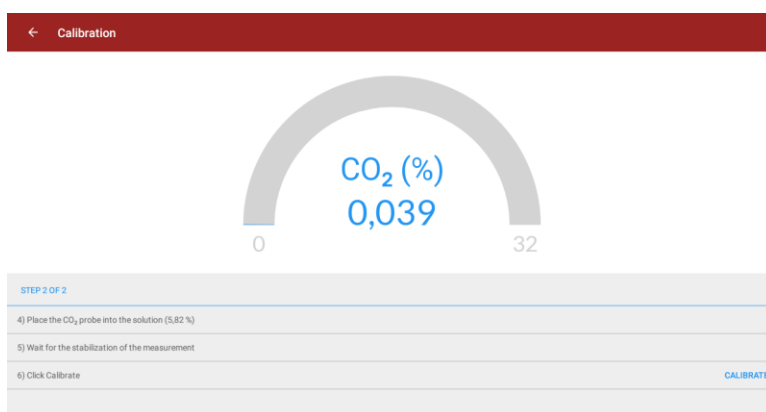 ← Calibration
CO₂ (%)
0,039
0 32
STEP 2 OF 2
4) Place the CO₂ probe into the solution (5,82 %)
5) Wait for the stabilization of the measurement
6) Click Calibrate CALIBRAT